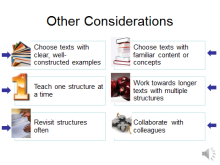 Other Considerations
Choose texts with
clear, well-
constructed examples
Choose texts with
familiar content or
concepts
Teach one structure at
a time
Work towards longer
texts with multiple
structures
Revisit structures
often
Collaborate with
colleagues